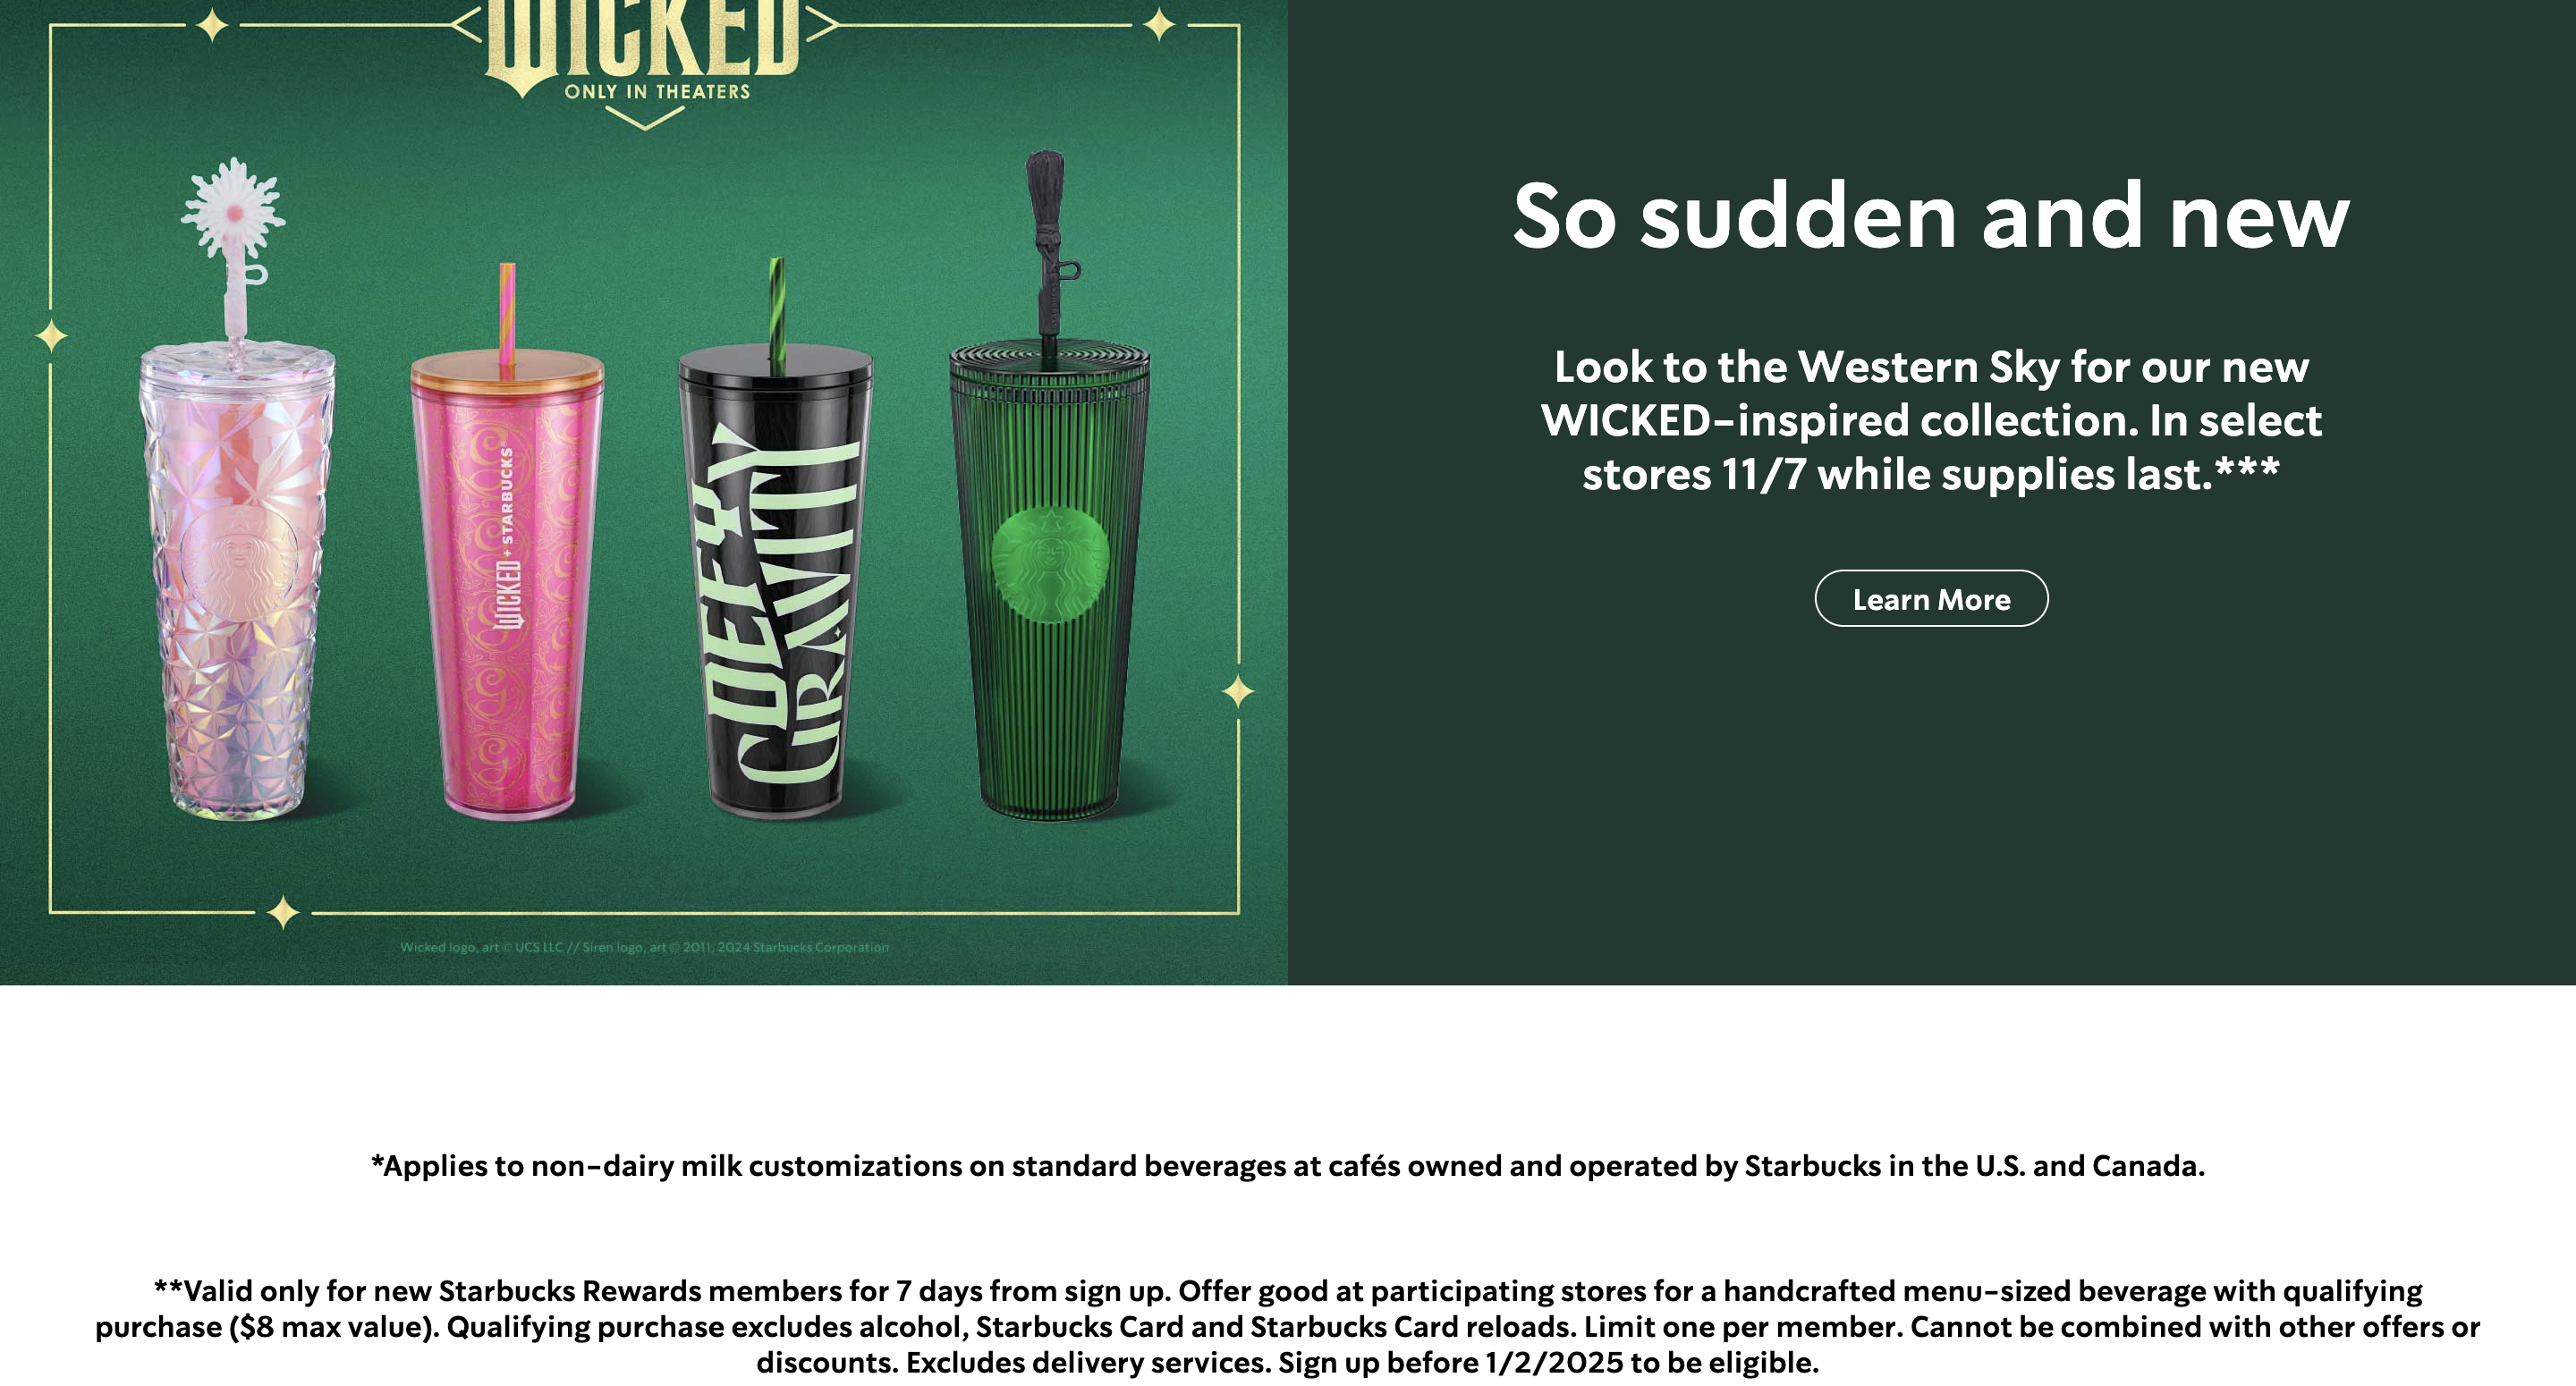 WICKED
ONLY IN THEATERS
WICKED + STARBUCKS
DEFY
GRAVITY
Wicked logo, art © UCS LLC // Siren logo, art © 2011, 2024 Starbucks Corporation
So sudden and new
Look to the Western Sky for our new
WICKED-inspired collection. In select
stores 11/7 while supplies last.***
Learn More
*Applies to non-dairy milk customizations on standard beverages at cafés owned and operated by Starbucks in the U.S. and Canada.
**Valid only for new Starbucks Rewards members for 7 days from sign up. Offer good at participating stores for a handcrafted menu-sized beverage with qualifying
purchase ($8 max value). Qualifying purchase excludes alcohol, Starbucks Card and Starbucks Card reloads. Limit one per member. Cannot be combined with other offers or
discounts. Excludes delivery services. Sign up before 1/2/2025 to be eligible.